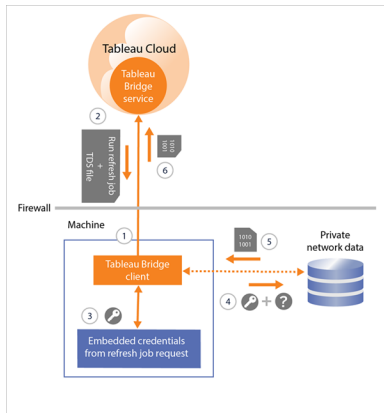 Tableau Cloud
Tableau
Bridge
service
2
Run refresh job
+
TDS file
1010
1001
6
Firewall
Machine
1
1010
1001
5
Private
network data
Tableau Bridge
client
4
+
?
3
Embedded credentials
from refresh job request